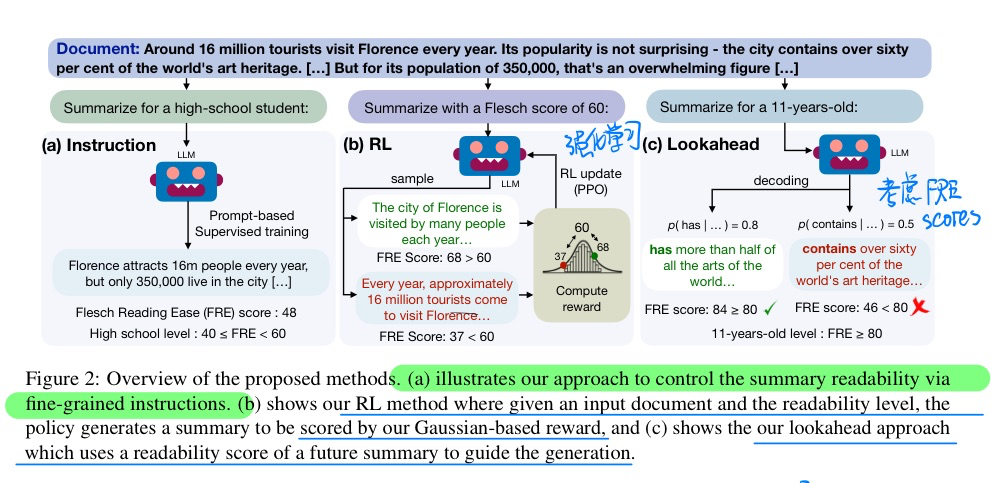 Document: Around 16 million tourists visit Florence every year. Its popularity is not surprising - the city contains over sixty
per cent of the world's art heritage. [...] But for its population of 350,000, that's an overwhelming figure [...]
Summarize for a high-school student:
Summarize with a Flesch score of 60:
Summarize for a 11-years-old:
(a) Instruction
LLM
Prompt-based
Supervised training
Florence attracts 16m people every year,
but only 350,000 live in the city [...]
Flesch Reading Ease (FRE) score : 48
High school level : 40 ≤ FRE < 60
(b) RL
强化学习
LLM
sample
RL update
(PPO)
The city of Florence is
visited by many people
each year...
FRE Score: 68 > 60
Every year, approximately
16 million tourists come
to visit Florence...
FRE Score: 37 < 60
60
37
68
Compute
reward
(c) Lookahead
LLM
decoding
考虑FRE
scores
p( has | ... ) = 0.8
p( contains | ... ) = 0.5
has more than half of
all the arts of the
world...
contains over sixty
per cent of the
world's art heritage...
FRE score: 84 ≥ 80 ✓
FRE score: 46 < 80 ✗
11-years-old level : FRE ≥ 80
Figure 2: Overview of the proposed methods. (a) illustrates our approach to control the summary readability via
fine-grained instructions. (b) shows our RL method where given an input document and the readability level, the
policy generates a summary to be scored by our Gaussian-based reward, and (c) shows the our lookahead approach
which uses a readability score of a future summary to guide the generation.